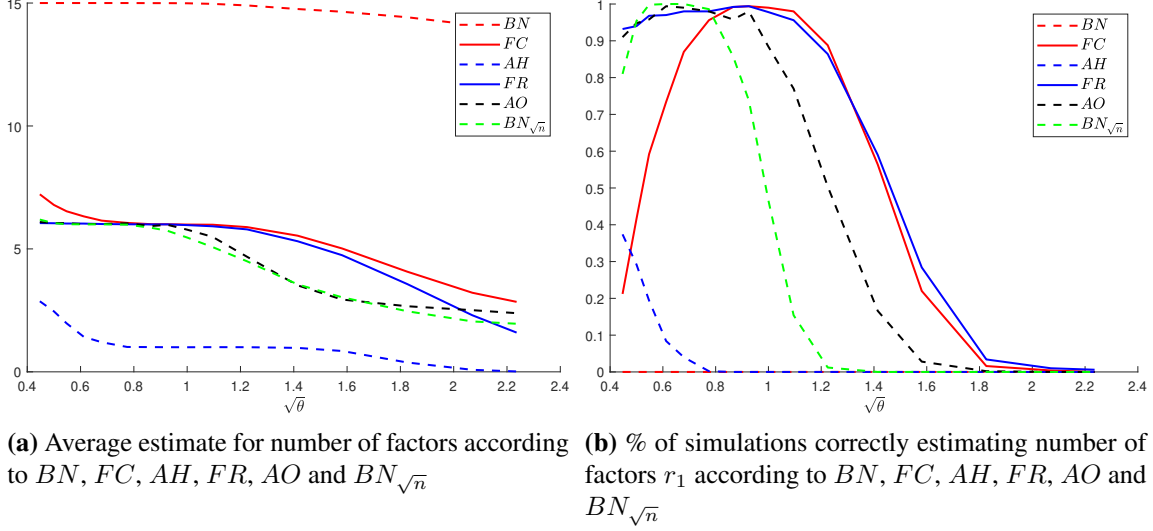 15
10
5
0
0.4 0.6 0.8 1 1.2 1.4 1.6 1.8 2 2.2 2.4
√θ
BN
FC
AH
FR
AO
BN√n
1
0.9
0.8
0.7
0.6
0.5
0.4
0.3
0.2
0.1
0
0.4 0.6 0.8 1 1.2 1.4 1.6 1.8 2 2.2 2.4
√θ
BN
FC
AH
FR
AO
BN√n
(a) Average estimate for number of factors according
to BN, FC, AH, FR, AO and BN√n
(b) % of simulations correctly estimating number of
factors r₁ according to BN, FC, AH, FR, AO and
BN√n